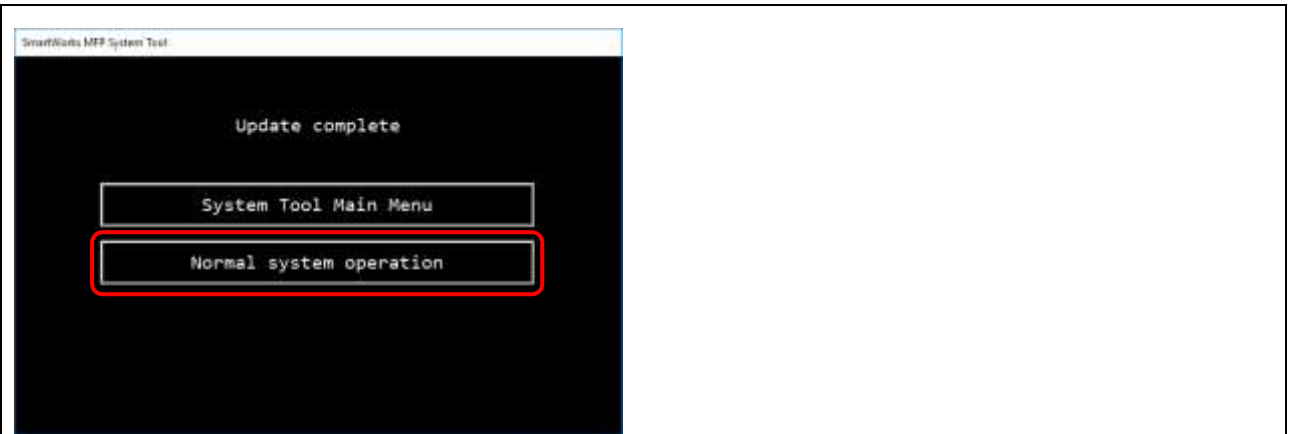 SmartWorks MFP System Tool
Update complete
System Tool Main Menu
Normal system operation